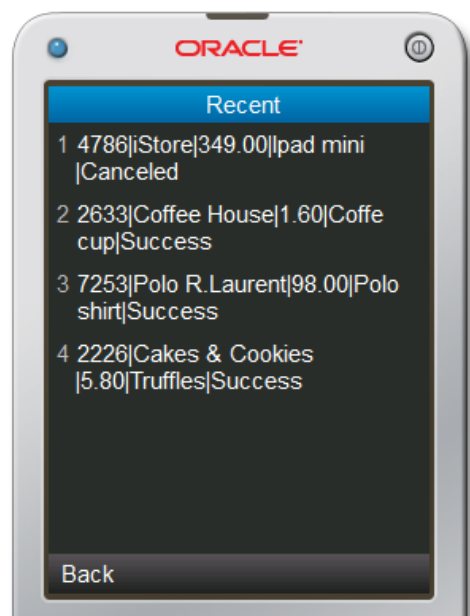 ORACLE
Recent
1 4786|iStore|349.00|Ipad mini
|Canceled
2 2633|Coffee House|1.60|Coffe
cup|Success
3 7253|Polo R.Laurent|98.00|Polo
shirt|Success
4 2226|Cakes & Cookies
|5.80|Truffles|Success
Back